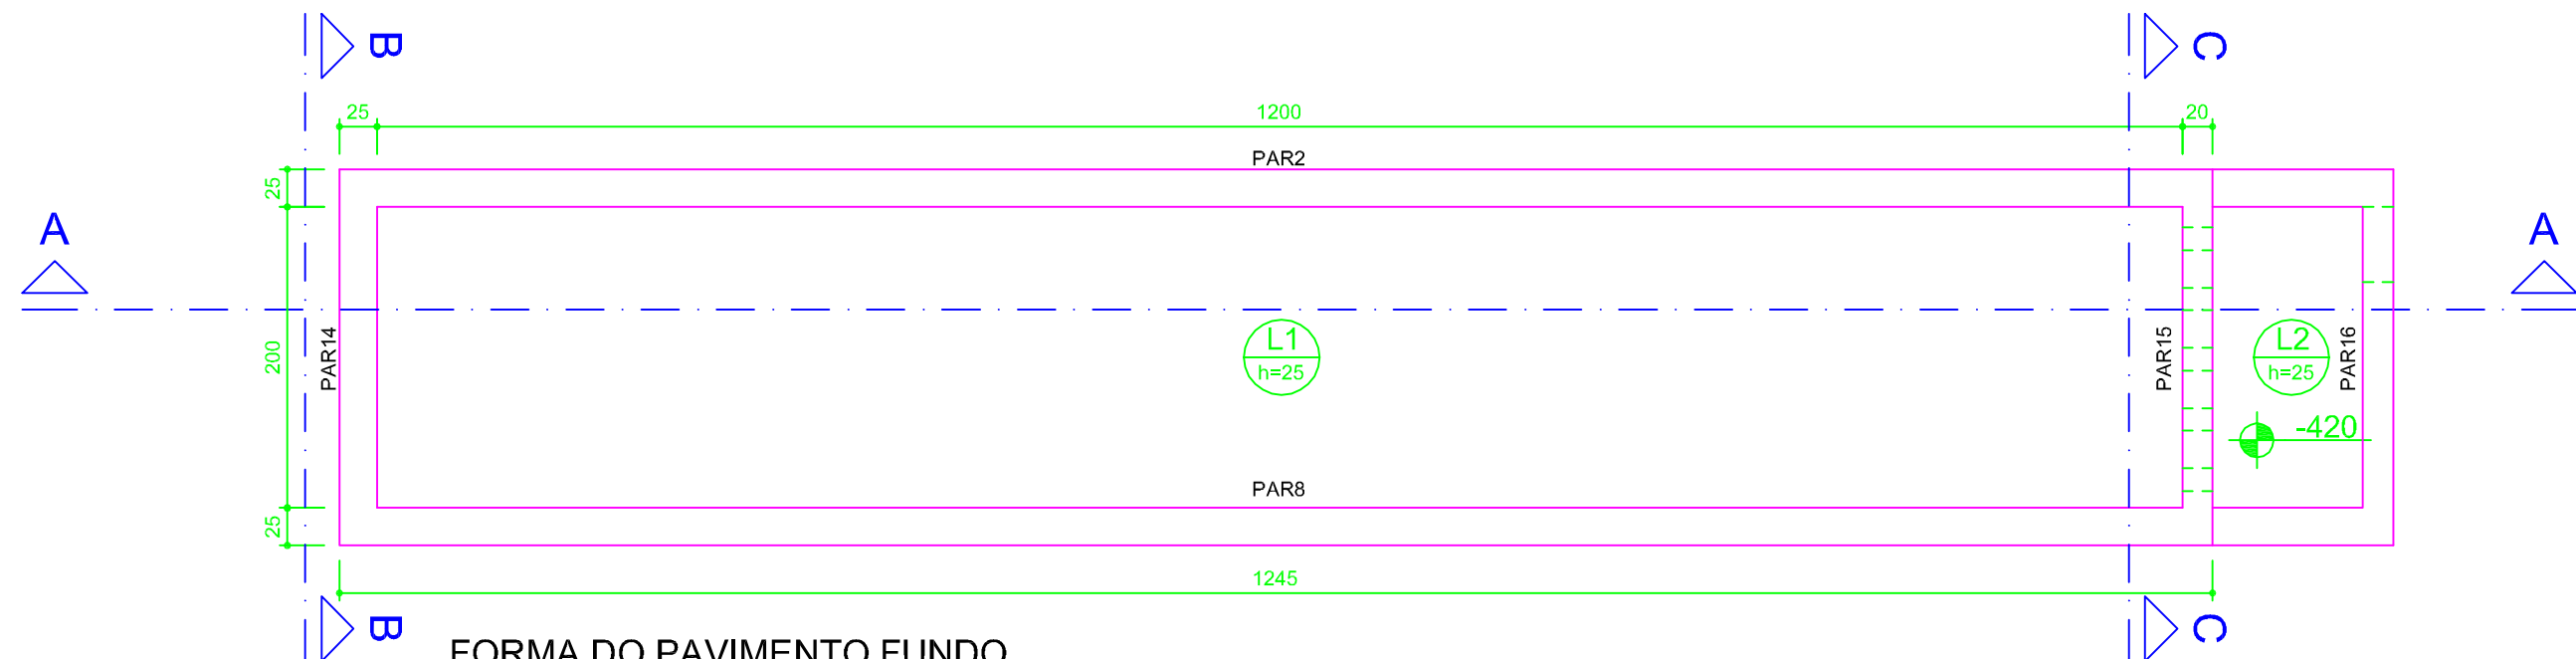 B
C
25
1200
20
PAR2
25
A
A
200
PAR14
L1
h=25
PAR15
L2
h=25
PAR16
-420
PAR8
25
1245
B
C
FORMA DO PAVIMENTO FUNDO